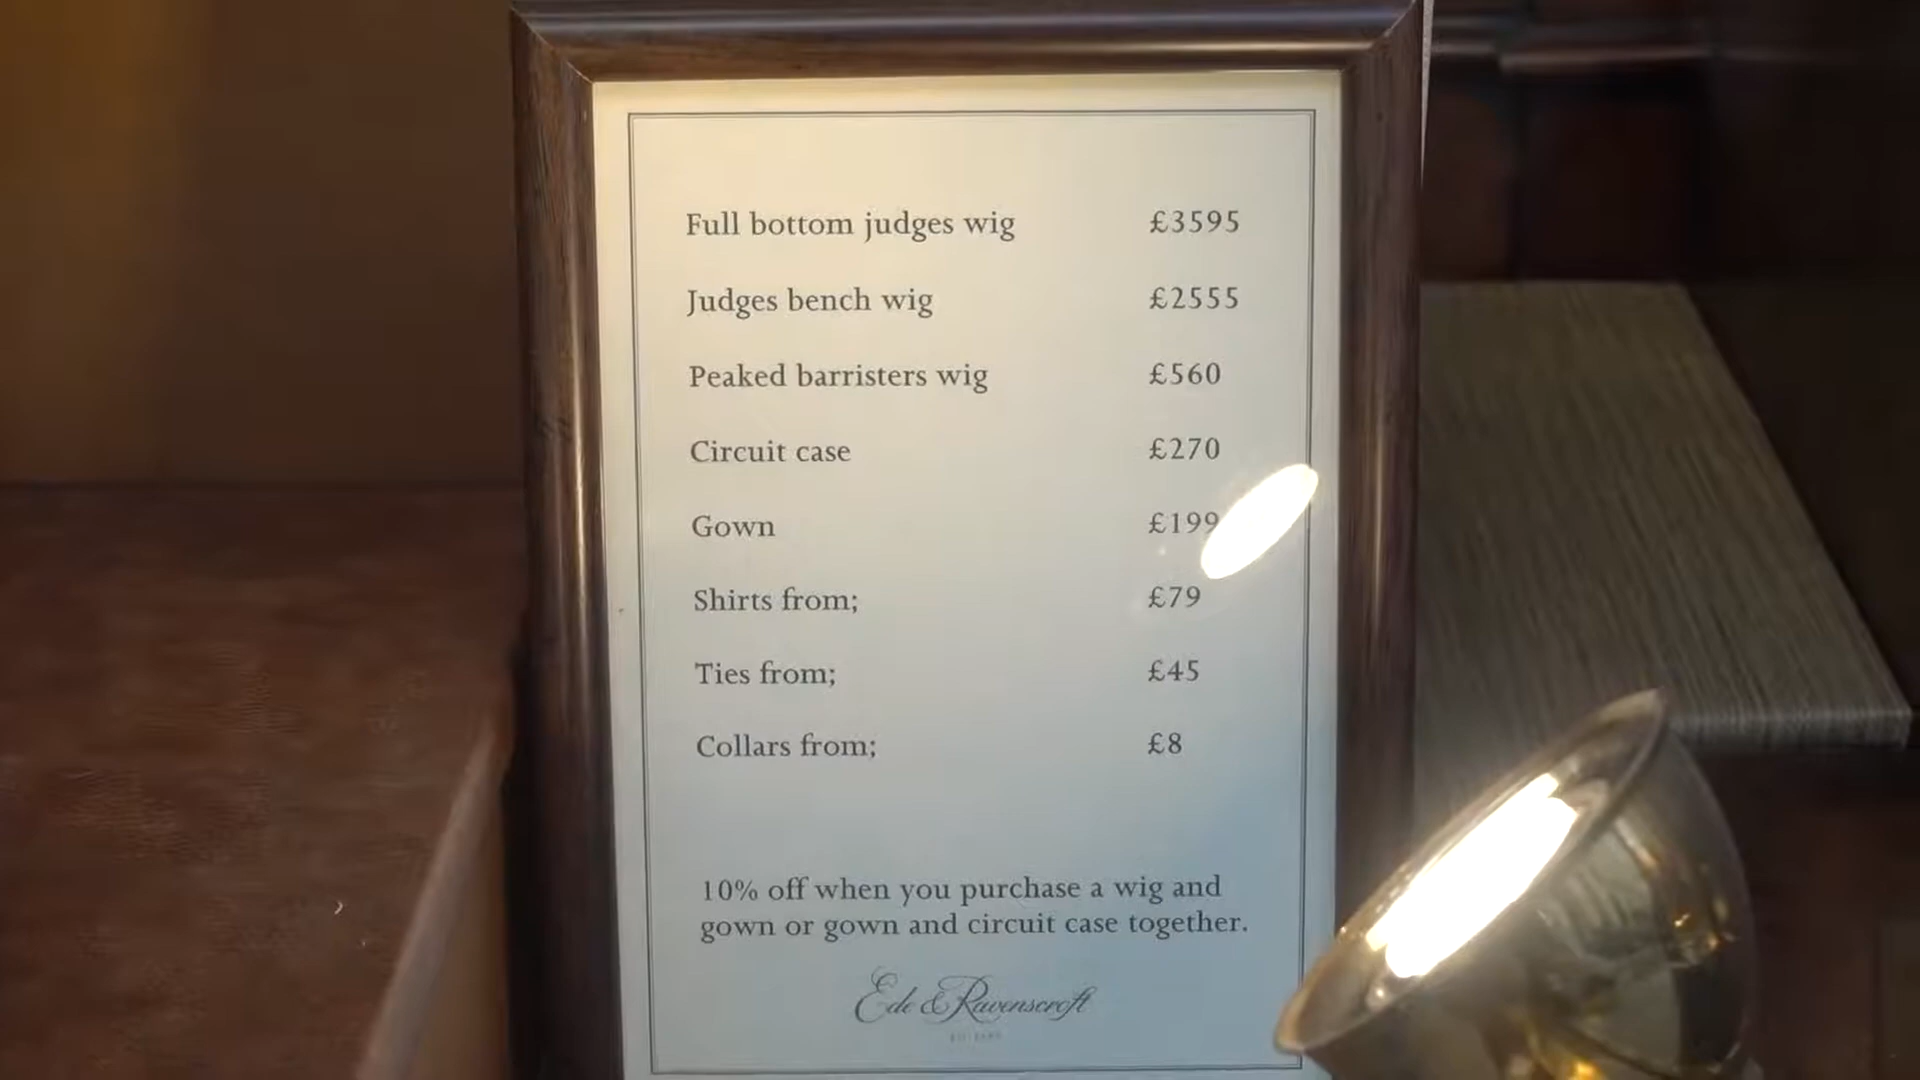 Full bottom judges wig £3595
Judges bench wig £2555
Peaked barristers wig £560
Circuit case £270
Gown £199
Shirts from; £79
Ties from; £45
Collars from; £8
10% off when you purchase a wig and
gown or gown and circuit case together.
Ede & Ravenscroft